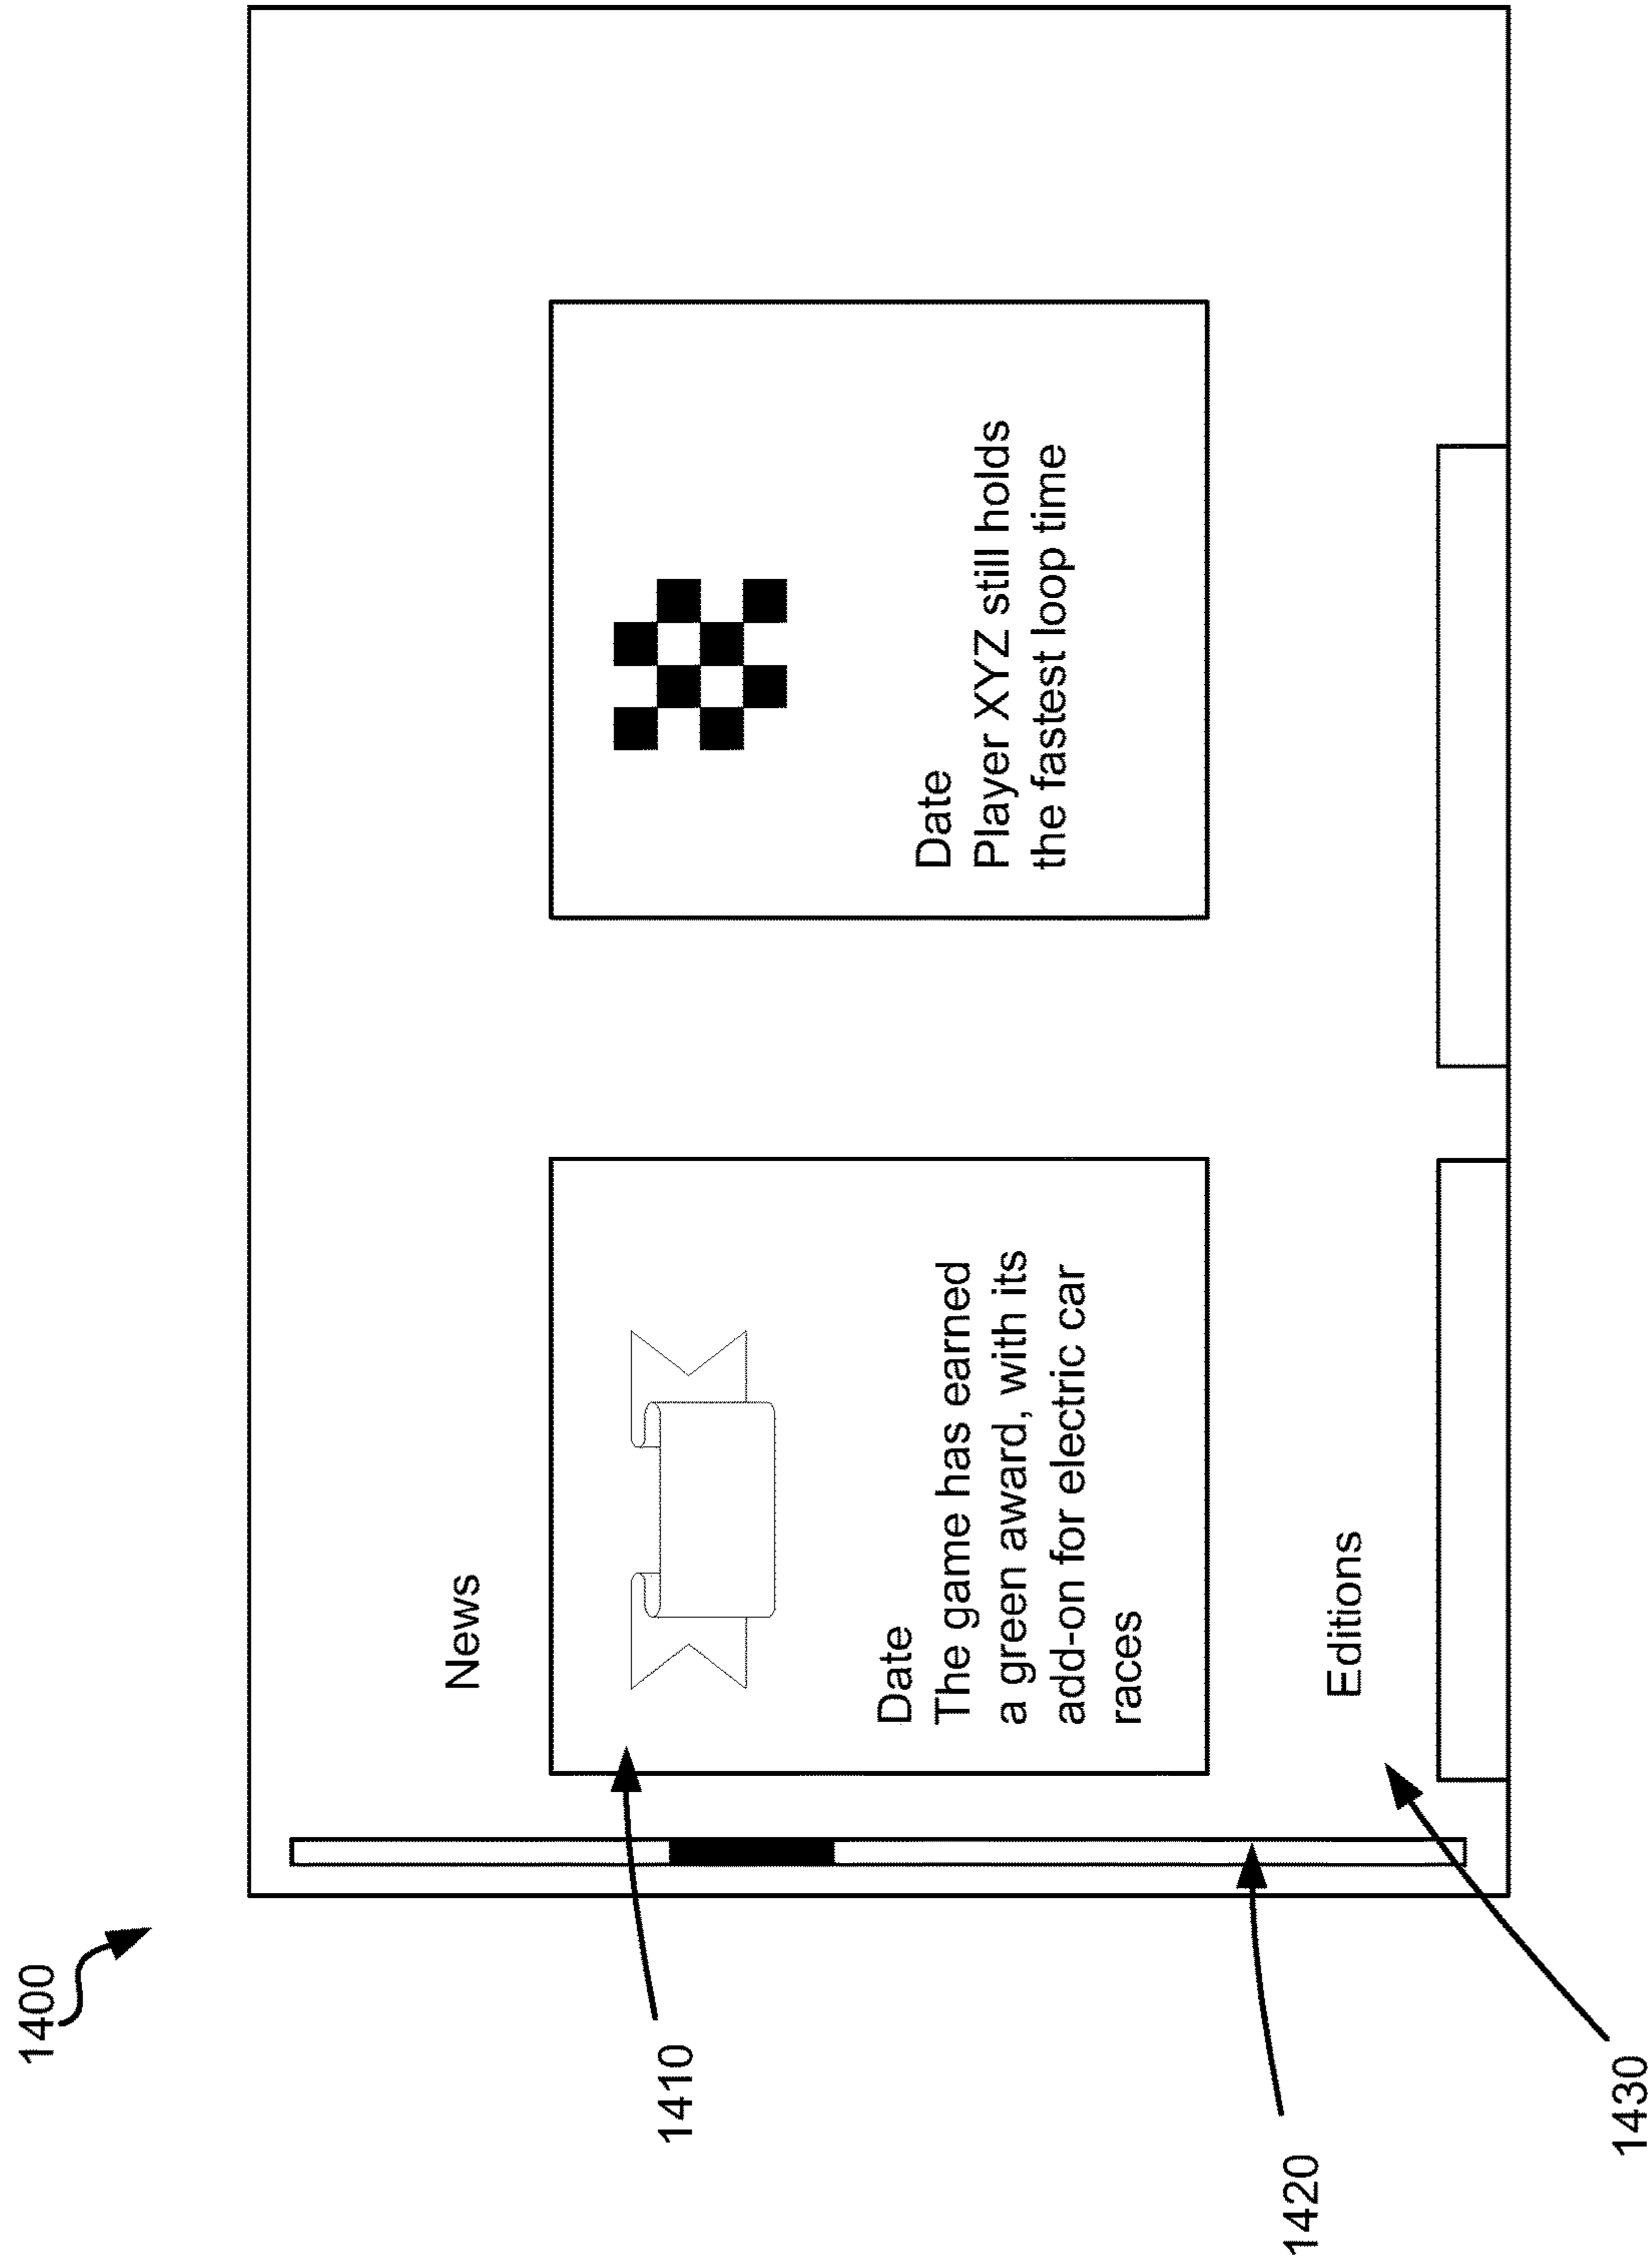 1400
News
1410
Date
The game has earned
a green award, with its
add-on for electric car
races
Date
Player XYZ still holds
the fastest loop time
1420
Editions
1430